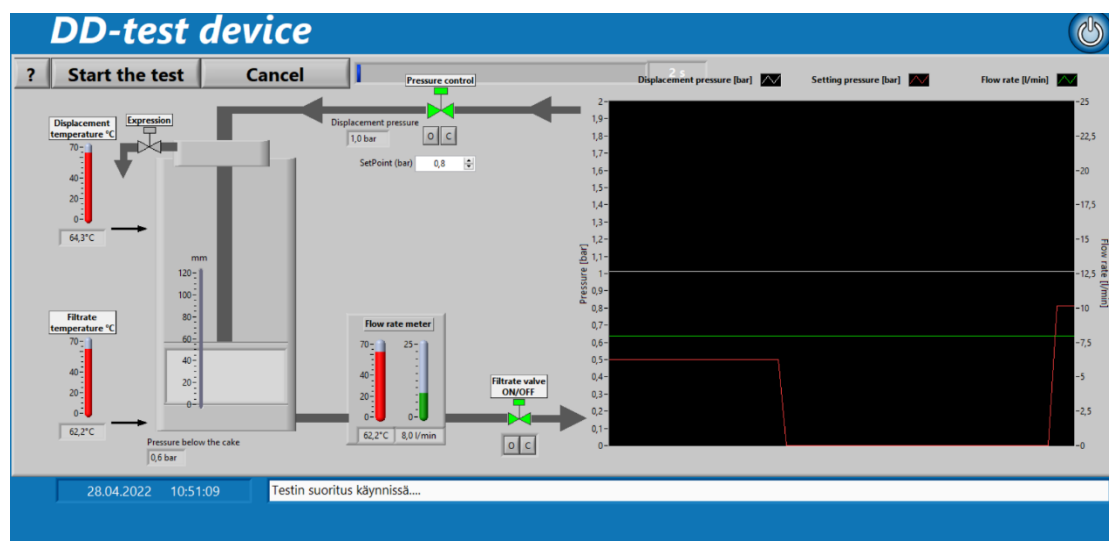 DD-test device
? Start the test Cancel
2 s
Pressure control
Displacement pressure [bar] Setting pressure [bar] Flow rate [l/min]
Displacement
temperature °C
Expression
Displacement pressure
1,0 bar
O C
SetPoint (bar) 0,8
70-
40-
20-
0-
64,3°C
mm
120-
100-
80-
60-
40-
20-
0-
Filtrate
temperature °C
70-
40-
20-
0-
62,2°C
Pressure below the cake
0,6 bar
Flow rate meter
70- 25-
40-
20-
0- 0-
62,2°C 8,0 l/min
Filtrate valve
ON/OFF
O C
Pressure [bar]
2-
1,9-
1,8-
1,7-
1,6-
1,5-
1,4-
1,3-
1,2-
1,1-
1-
0,9-
0,8-
0,7-
0,6-
0,5-
0,4-
0,3-
0,2-
0,1-
0-
-25
-22,5
-20
-17,5
-15
-12,5
-10
-7,5
-5
-2,5
-0
Flow rate [l/min]
28.04.2022 10:51:09
Testin suoritus käynnissä....